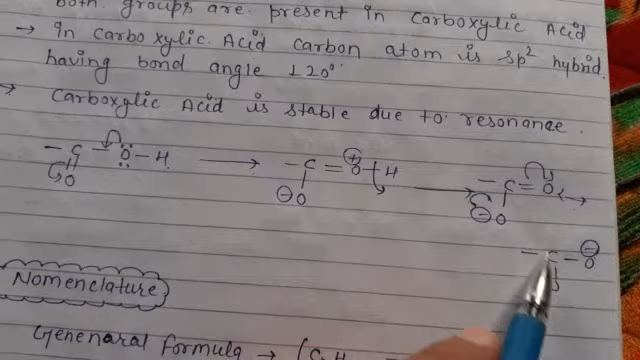 both groups are present in Carboxylic Acid
→ In Carboxylic Acid carbon atom is sp² hybrid.
having bond angle 120°
→ Carboxylic Acid is stable due to resonance.
-C-Ö-H → -C=O-H → -C=O
O ⊖O ⊖O
-C-O
Nomenclature
Genenaral formula → (C H